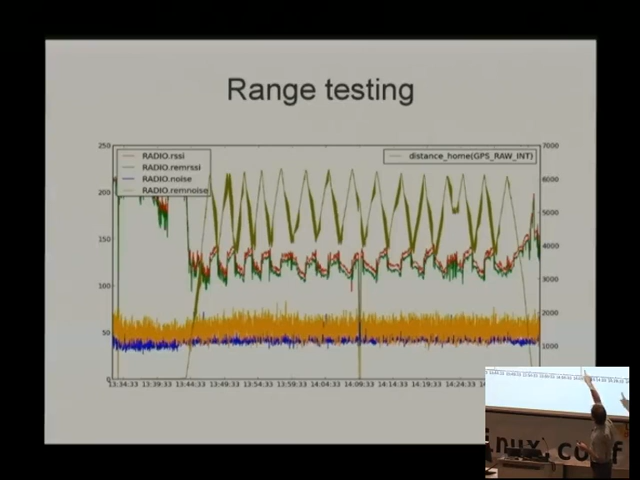 Range testing
250
200
150
100
50
0
RADIO.rssi
RADIO.remrssi
RADIO.noise
RADIO.remnoise
distance_home(GPS_RAW_INT)
7000
6000
5000
4000
3000
2000
1000
13:34:33 13:39:33 13:44:33 13:49:33 13:54:33 13:59:33 14:04:33 14:09:33 14:14:33 14:19:33 14:24:33
inux.conf